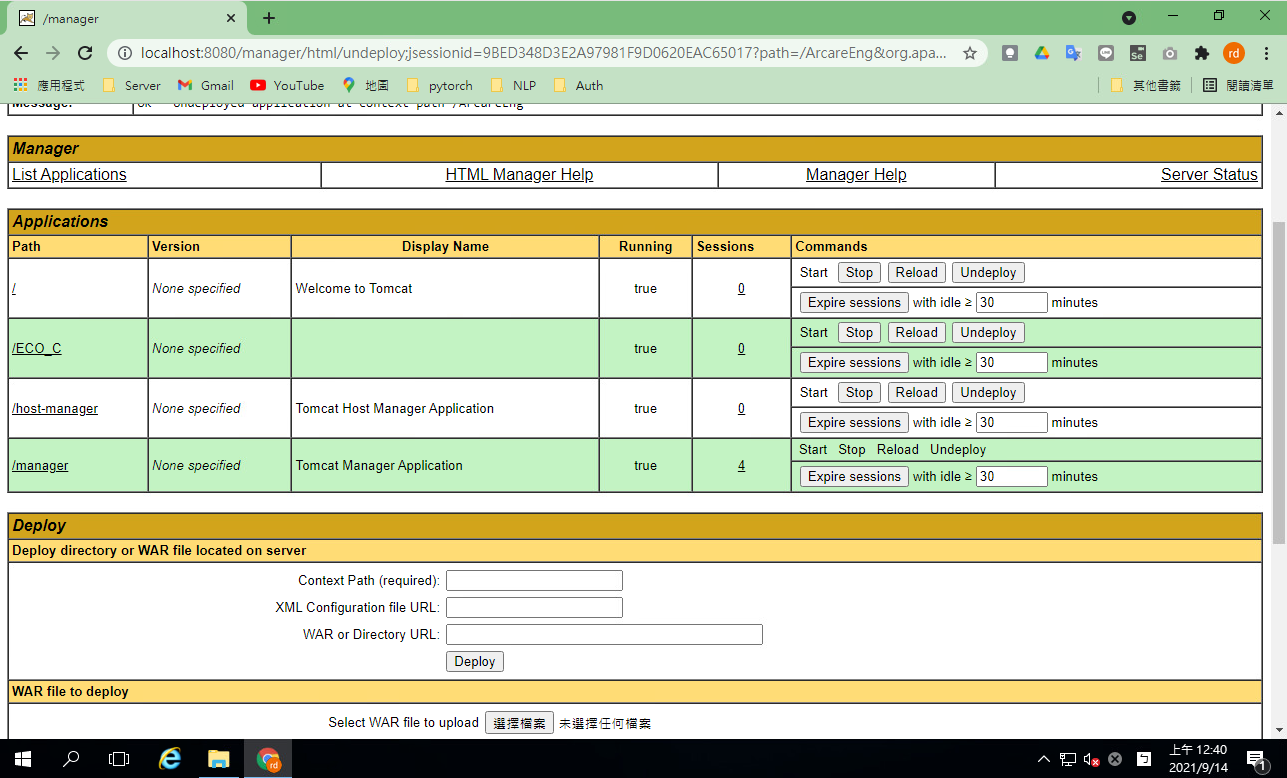 /manager
localhost:8080/manager/html/undeploy;jsessionid=9BED348D3E2A97981F9D0620EAC65017?path=/ArcareEng&org.apa...
rd
應用程式 Server Gmail YouTube 地圖 pytorch NLP Auth 其他書籤 閱讀清單
Message: OK - Undeployed application at context path /ArcareEng
Manager
List Applications HTML Manager Help Manager Help Server Status
Applications
Path Version Display Name Running Sessions Commands
/ None specified Welcome to Tomcat true 0 Start Stop Reload Undeploy
Expire sessions with idle ≥ 30 minutes
/ECO_C None specified true 0 Start Stop Reload Undeploy
Expire sessions with idle ≥ 30 minutes
/host-manager None specified Tomcat Host Manager Application true 0 Start Stop Reload Undeploy
Expire sessions with idle ≥ 30 minutes
/manager None specified Tomcat Manager Application true 4 Start Stop Reload Undeploy
Expire sessions with idle ≥ 30 minutes
Deploy
Deploy directory or WAR file located on server
Context Path (required):
XML Configuration file URL:
WAR or Directory URL:
Deploy
WAR file to deploy
Select WAR file to upload 選擇檔案 未選擇任何檔案
rd
上午 12:40
2021/9/14
1